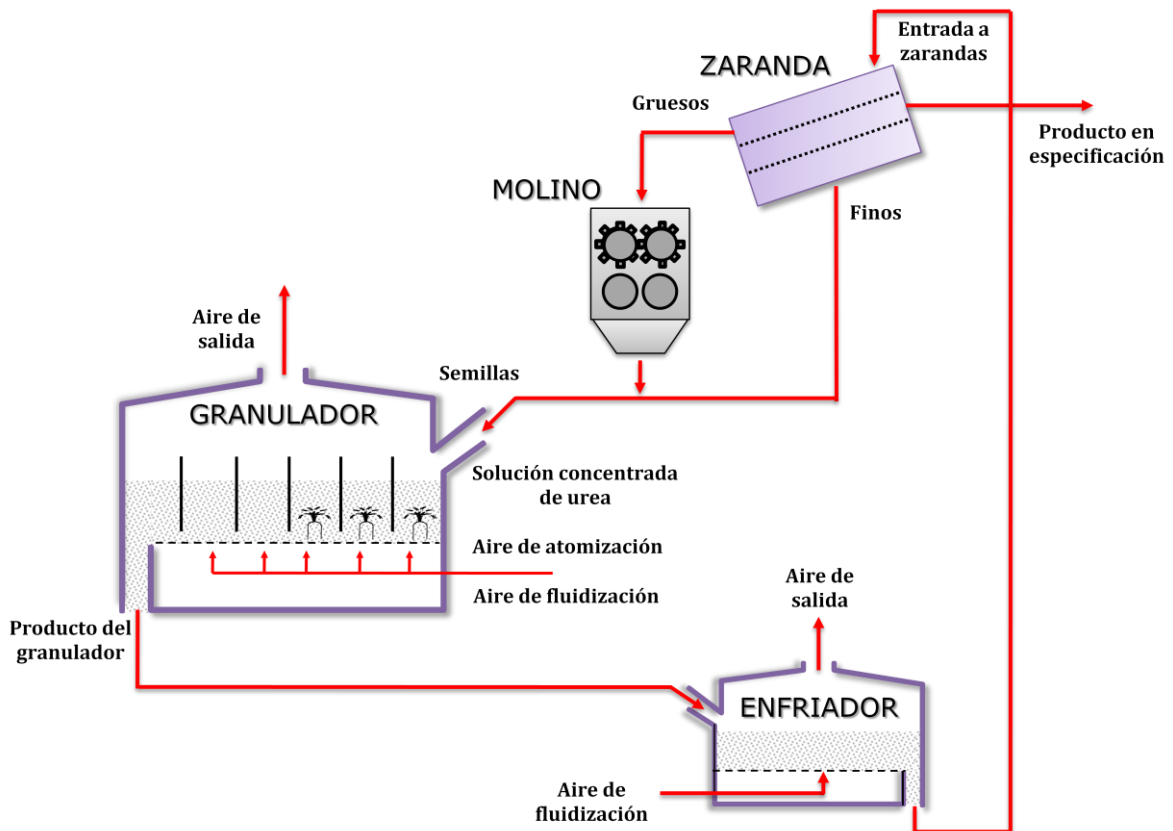 Entrada a
zarandas
ZARANDA
Gruesos
Producto en
especificación
MOLINO
Finos
Aire de
salida
Semillas
GRANULADOR
Solución concentrada
de urea
Aire de atomización
Aire de fluidización
Producto del
granulador
Aire de
salida
ENFRIADOR
Aire de
fluidización